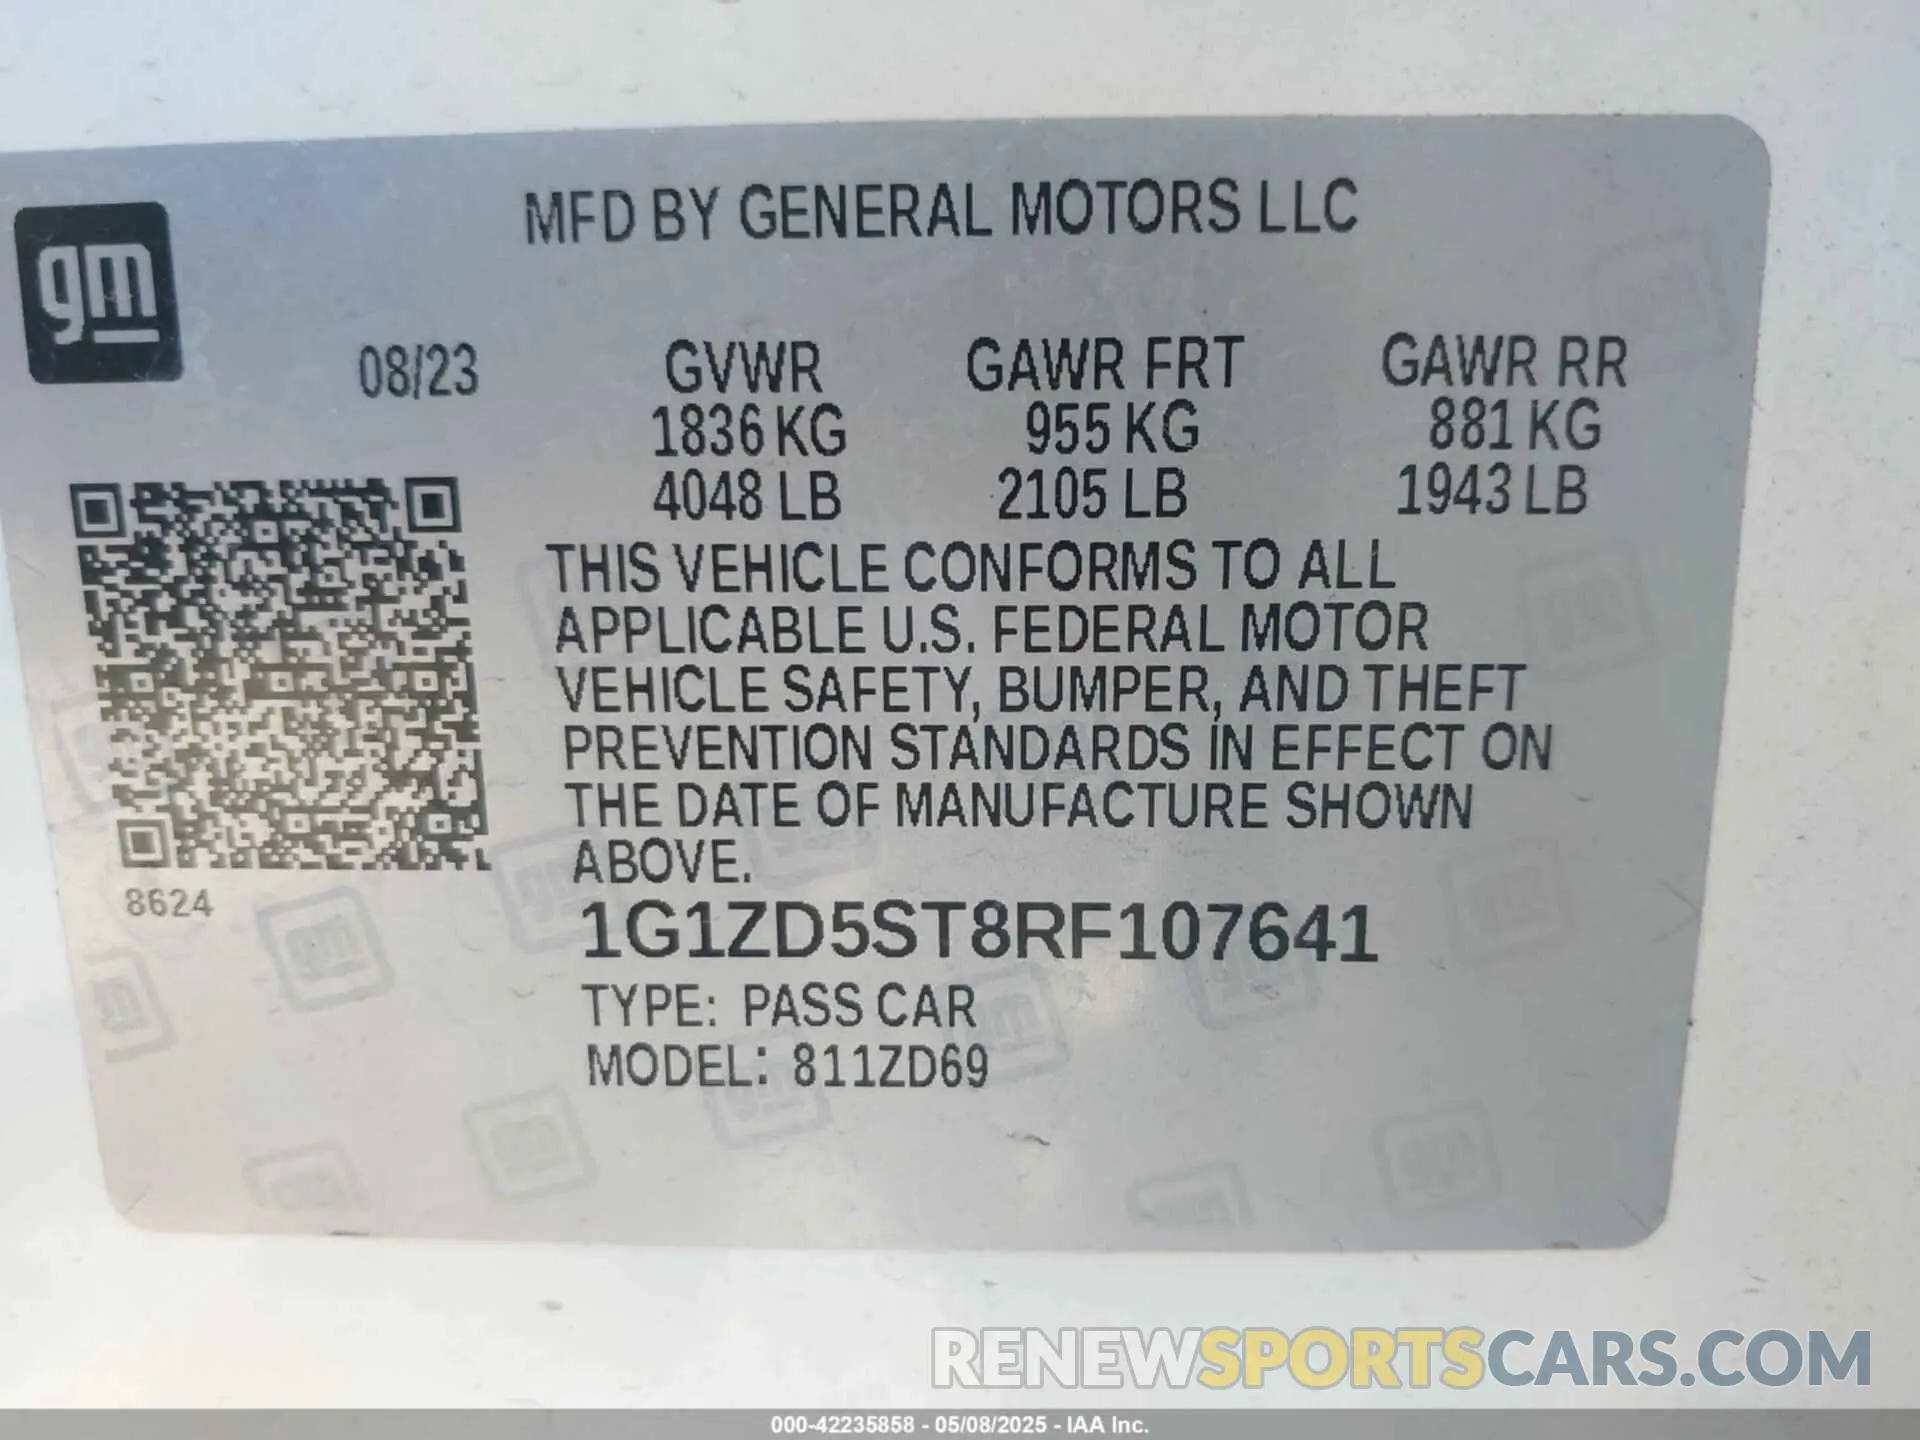 MFD BY GENERAL MOTORS LLC
gm
08/23
GVWR GAWR FRT GAWR RR
1836 KG 955 KG 881 KG
4048 LB 2105 LB 1943 LB
THIS VEHICLE CONFORMS TO ALL
APPLICABLE U.S. FEDERAL MOTOR
VEHICLE SAFETY, BUMPER, AND THEFT
PREVENTION STANDARDS IN EFFECT ON
THE DATE OF MANUFACTURE SHOWN
ABOVE.
8624
1G1ZD5ST8RF107641
TYPE: PASS CAR
MODEL: 811ZD69
RENEWSPORTSCARS.COM
000-42235858 - 05/08/2025 - IAA Inc.